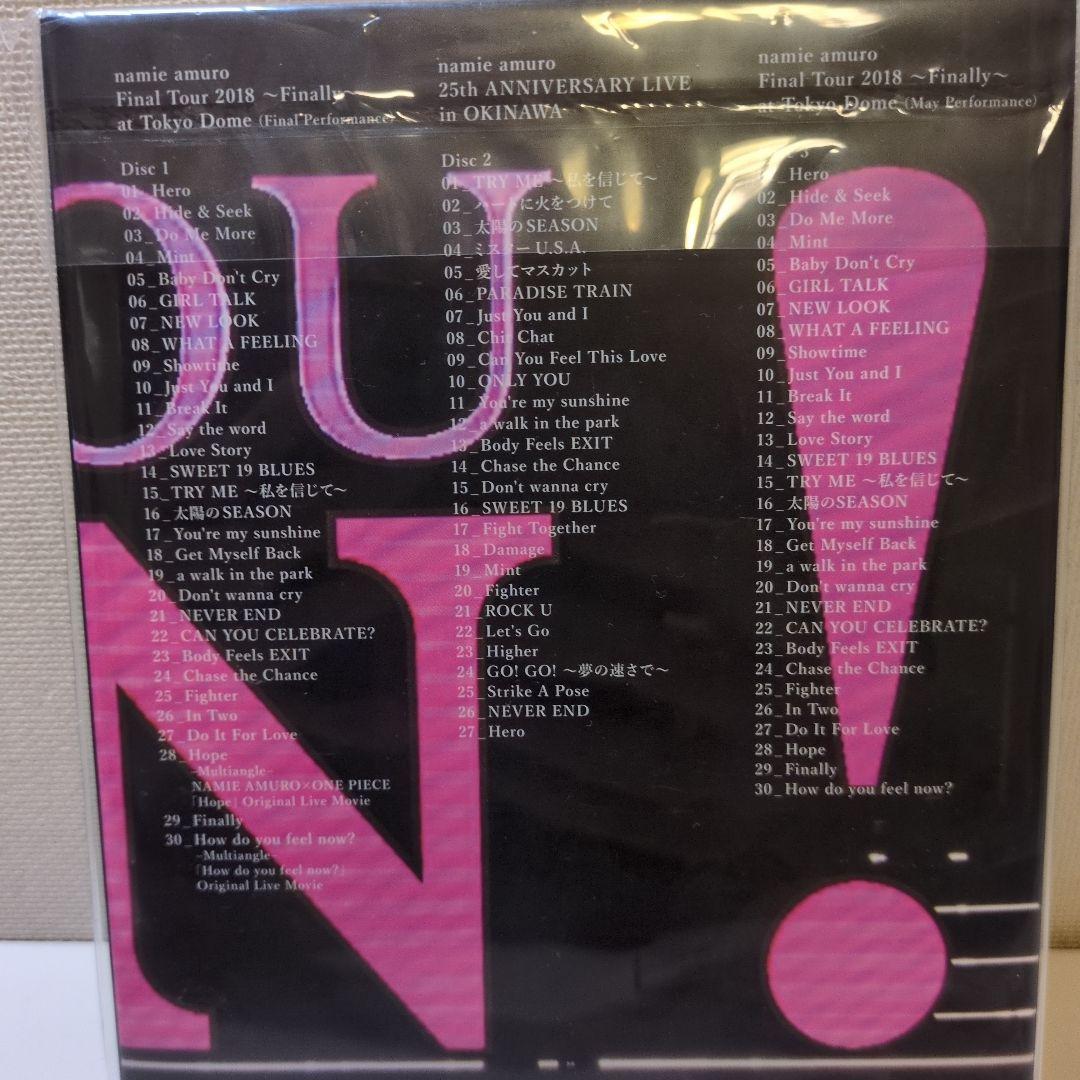 namie amuro
Final Tour 2018 ～Finally～
at Tokyo Dome (Final Performance)
Disc 1
01_Hero
02_Hide & Seek
03_Do Me More
04_Mint
05_Baby Don't Cry
06_GIRL TALK
07_NEW LOOK
08_WHAT A FEELING
09_Showtime
10_Just You and I
11_Break It
12_Say the word
13_Love Story
14_SWEET 19 BLUES
15_TRY ME ～私を信じて～
16_太陽のSEASON
17_You're my sunshine
18_Get Myself Back
19_a walk in the park
20_Don't wanna cry
21_NEVER END
22_CAN YOU CELEBRATE?
23_Body Feels EXIT
24_Chase the Chance
25_Fighter
26_In Two
27_Do It For Love
28_Hope
–Multiangle–
NAMIE AMURO×ONE PIECE
「Hope」Original Live Movie
29_Finally
30_How do you feel now?
–Multiangle–
「How do you feel now?」
Original Live Movie
namie amuro
25th ANNIVERSARY LIVE
in OKINAWA
Disc 2
01_TRY ME ～私を信じて～
02_ハートに火をつけて
03_太陽のSEASON
04_ミスターU.S.A.
05_愛してマスカット
06_PARADISE TRAIN
07_Just You and I
08_Chit Chat
09_Can You Feel This Love
10_ONLY YOU
11_You're my sunshine
12_a walk in the park
13_Body Feels EXIT
14_Chase the Chance
15_Don't wanna cry
16_SWEET 19 BLUES
17_Fight Together
18_Damage
19_Mint
20_Fighter
21_ROCK U
22_Let's Go
23_Higher
24_GO! GO! ～夢の速さで～
25_Strike A Pose
26_NEVER END
27_Hero
namie amuro
Final Tour 2018 ～Finally～
at Tokyo Dome (May Performance)
3
Hero
02_Hide & Seek
03_Do Me More
04_Mint
05_Baby Don't Cry
06_GIRL TALK
07_NEW LOOK
08_WHAT A FEELING
09_Showtime
10_Just You and I
11_Break It
12_Say the word
13_Love Story
14_SWEET 19 BLUES
15_TRY ME ～私を信じて～
16_太陽のSEASON
17_You're my sunshine
18_Get Myself Back
19_a walk in the park
20_Don't wanna cry
21_NEVER END
22_CAN YOU CELEBRATE?
23_Body Feels EXIT
24_Chase the Chance
25_Fighter
26_In Two
27_Do It For Love
28_Hope
29_Finally
30_How do you feel now?
OU
N!